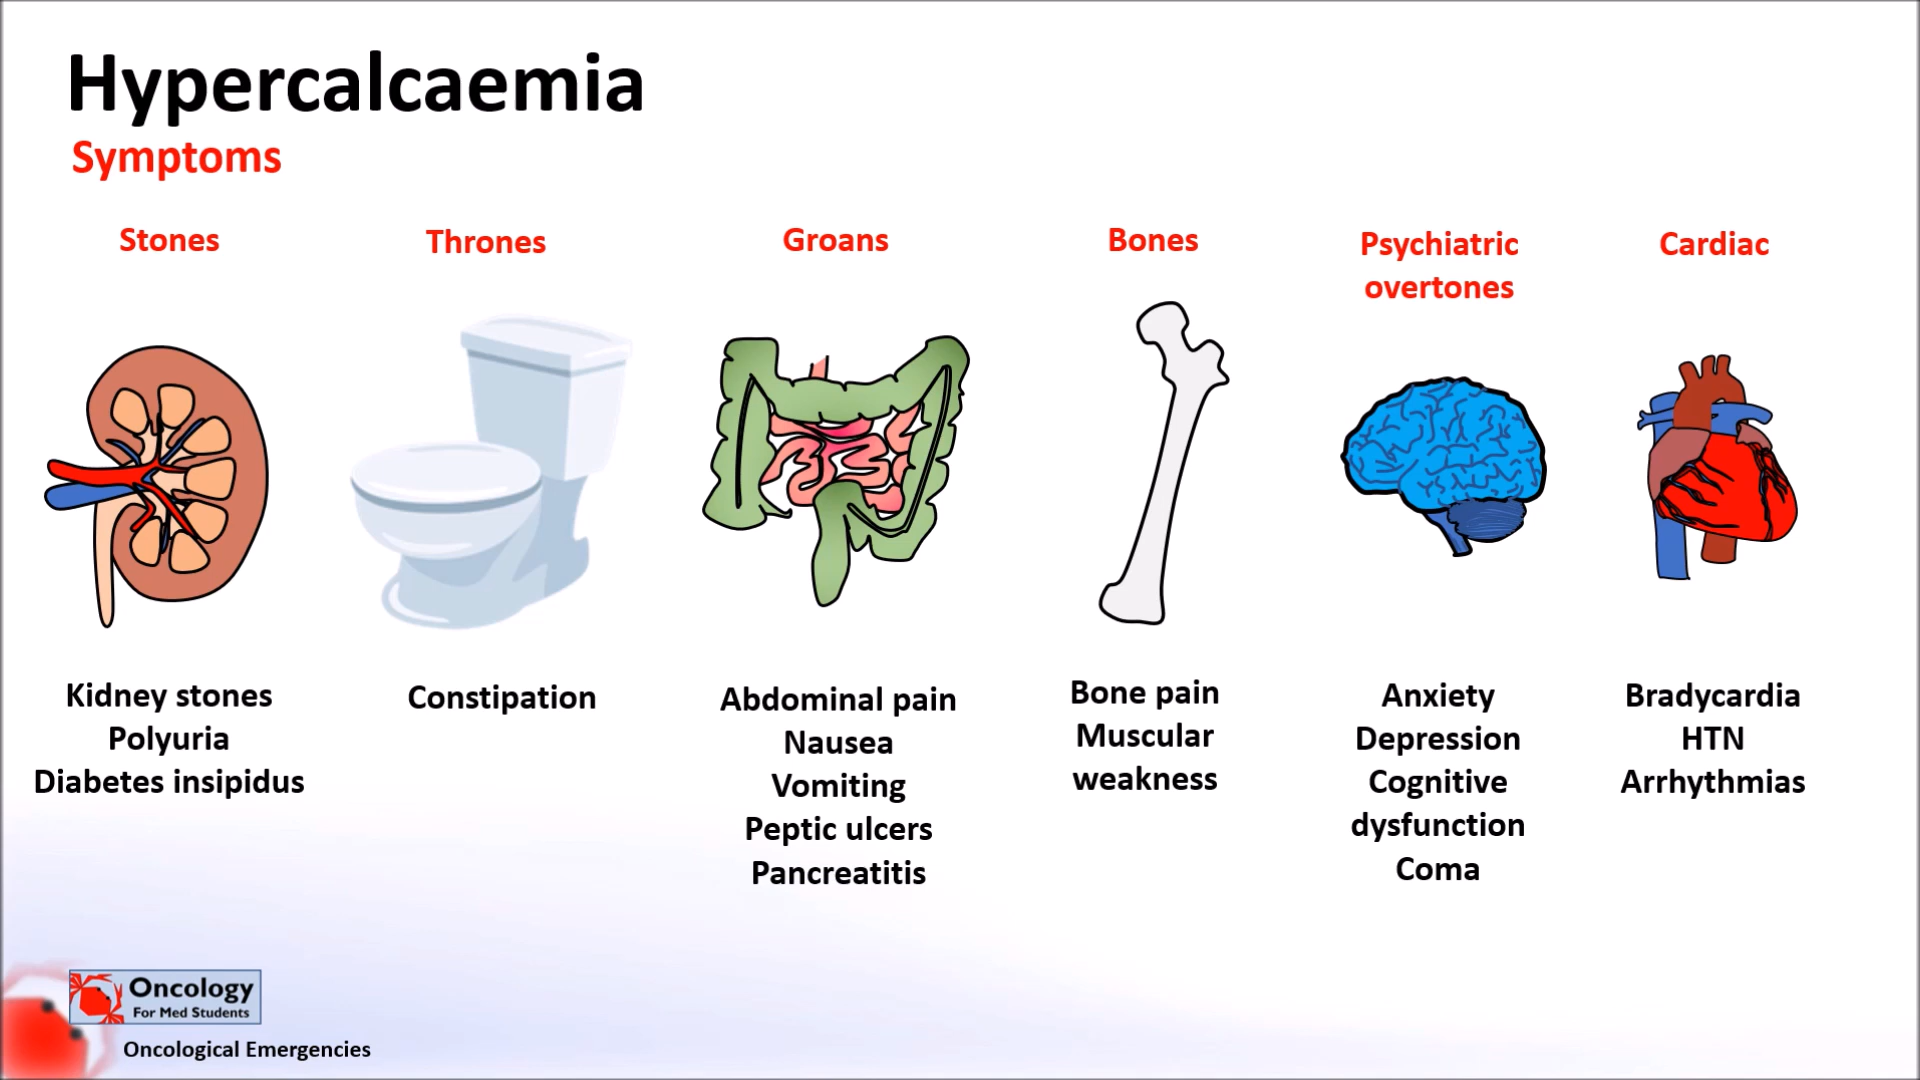 Hypercalcaemia
Symptoms
Stones
Kidney stones
Polyuria
Diabetes insipidus
Thrones
Constipation
Groans
Abdominal pain
Nausea
Vomiting
Peptic ulcers
Pancreatitis
Bones
Bone pain
Muscular
weakness
Psychiatric
overtones
Anxiety
Depression
Cognitive
dysfunction
Coma
Cardiac
Bradycardia
HTN
Arrhythmias
Oncology
For Med Students
Oncological Emergencies